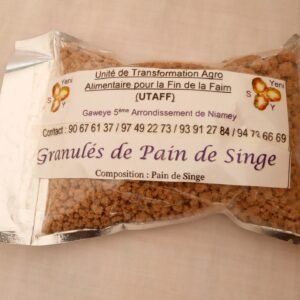 Unité de Transformation Agro
Alimentaire pour la Fin de la Faim
(UTAFF)
Yeni
S Y
Yeni
S Y
Gaweye 5ème Arrondissement de Niamey
Contact : 90 67 61 37 / 97 49 22 73 / 93 91 27 84 / 94 73 66 69
Granulés de Pain de Singe
Composition : Pain de Singe